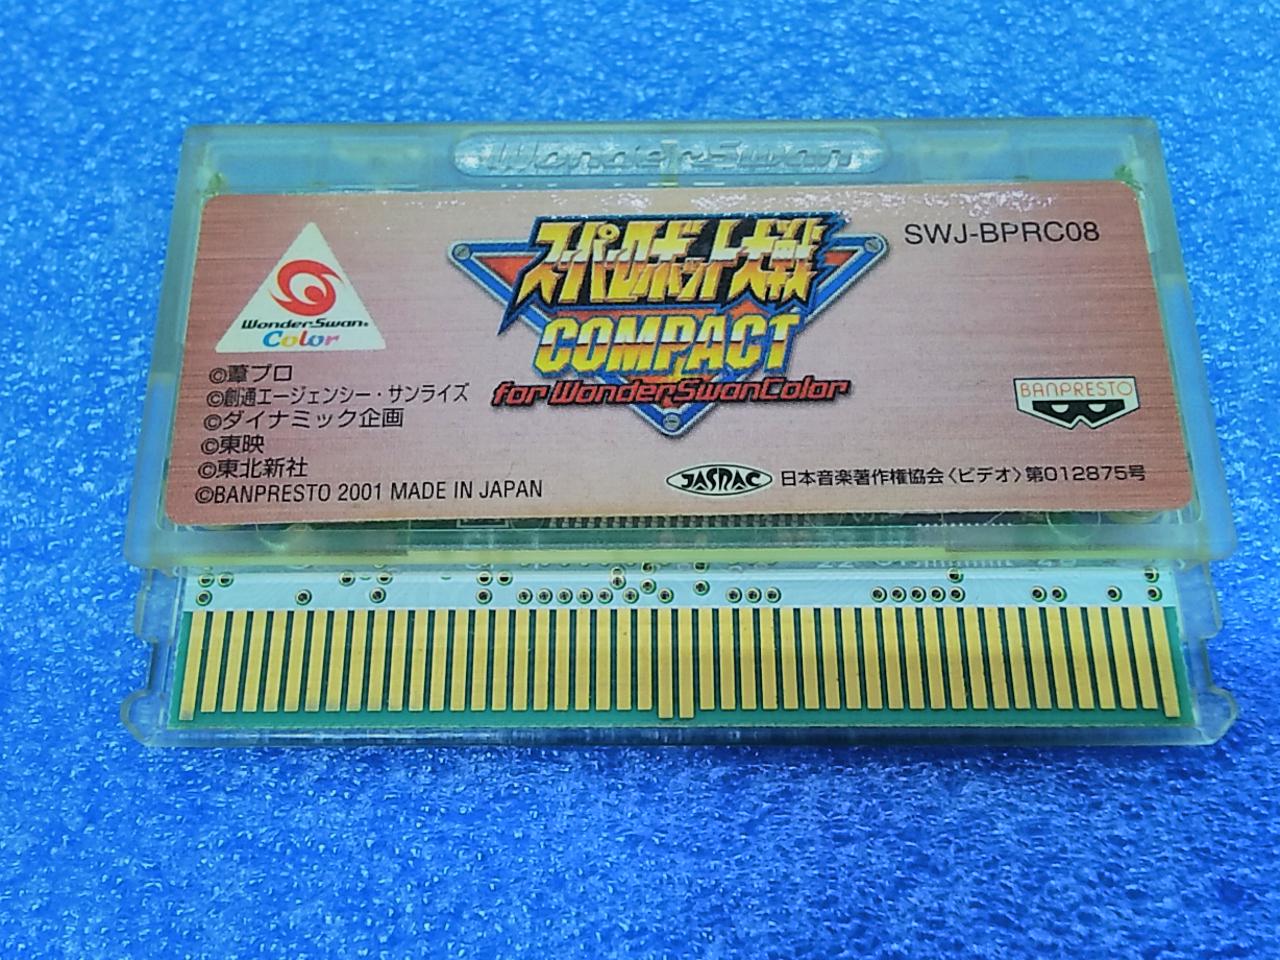 WonderSwan
スーパーロボット大戦
COMPACT
for WonderSwanColor
SWJ-BPRC08
WonderSwan
Color
©葦プロ
©創通エージェンシー・サンライズ
©ダイナミック企画
©東映
©東北新社
©BANPRESTO 2001 MADE IN JAPAN
BANPRESTO
JASRAC
日本音楽著作権協会〈ビデオ〉第012875号